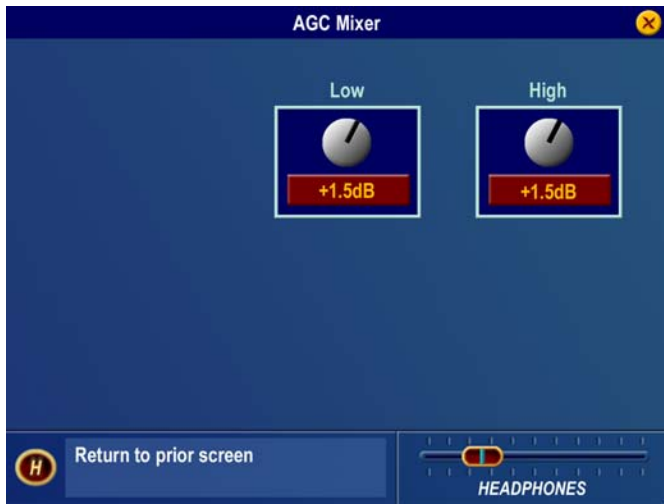 AGC Mixer
Low High
+1.5dB +1.5dB
H Return to prior screen
HEADPHONES